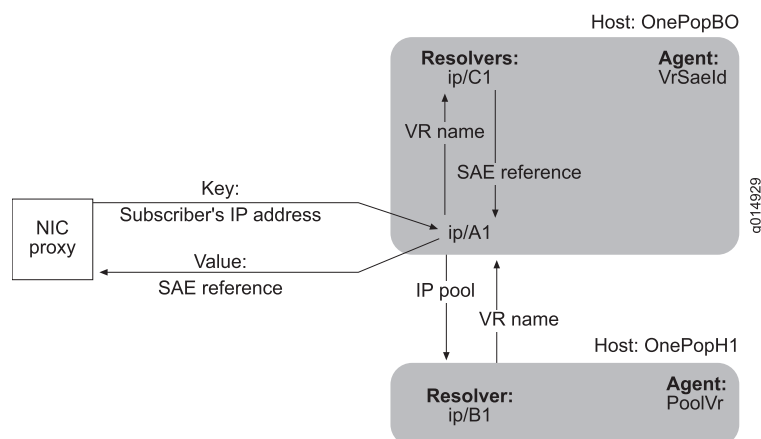 Host: OnePopBO
Resolvers:
ip/C1
Agent:
VrSaeId
VR name
SAE reference
Key:
Subscriber's IP address
NIC
proxy
ip/A1
Value:
SAE reference
IP pool
VR name
Host: OnePopH1
Resolver:
ip/B1
Agent:
PoolVr
g014929